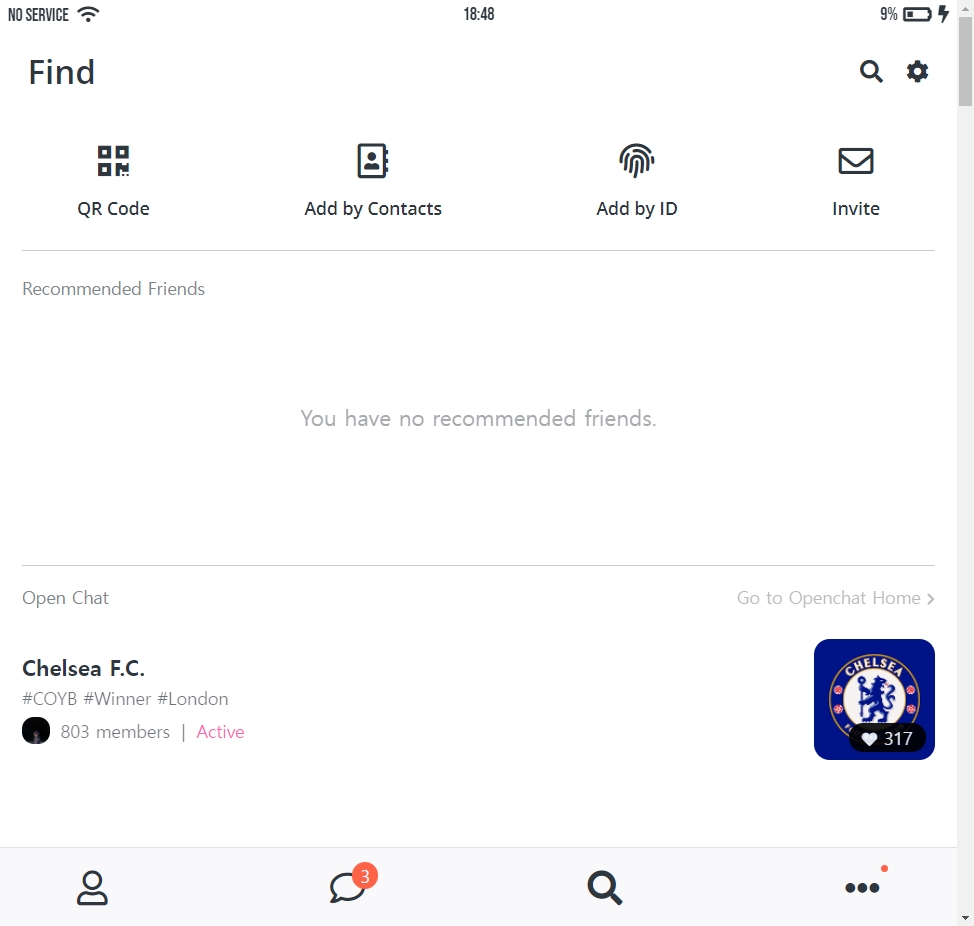 NO SERVICE
18:48
9%
Find
QR Code
Add by Contacts
Add by ID
Invite
Recommended Friends
You have no recommended friends.
Open Chat
Go to Openchat Home
Chelsea F.C.
#COYB #Winner #London
803 members | Active
CHELSEA
317
3